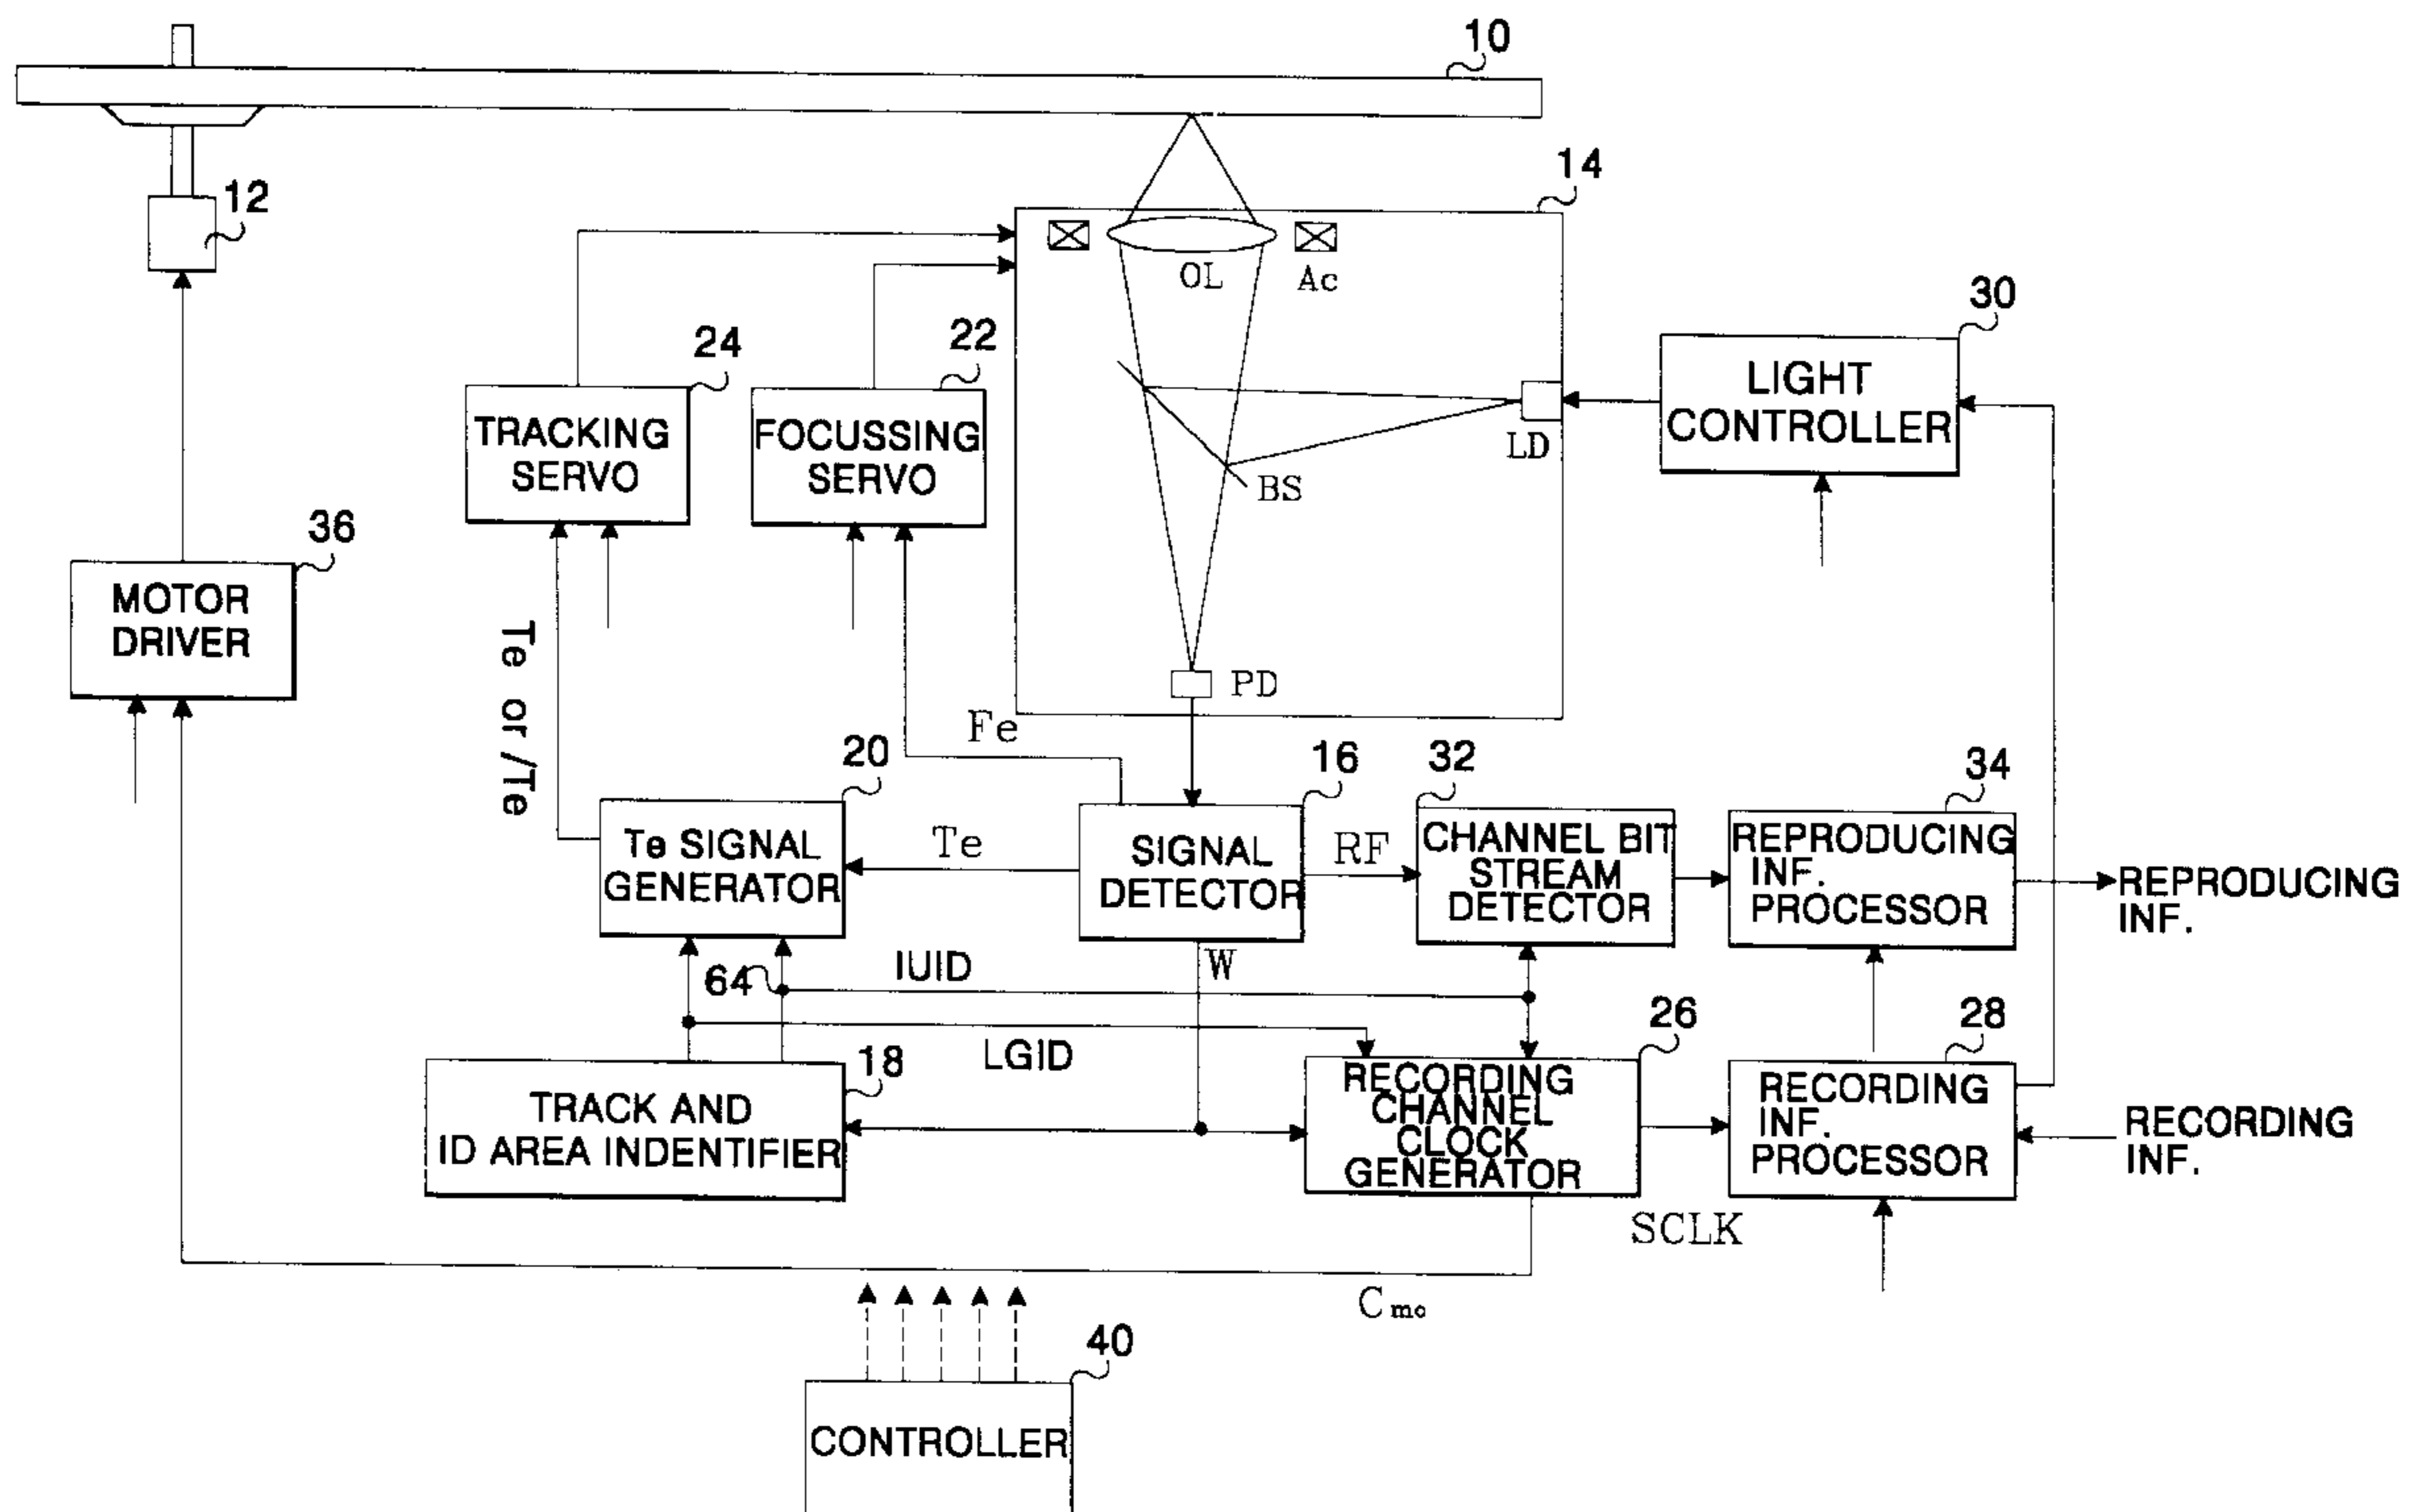 10
12
14
30
24
22
OL
Ac
LIGHT
CONTROLLER
TRACKING
SERVO
FOCUSSING
SERVO
LD
BS
36
MOTOR
DRIVER
Te or /Te
PD
Fe
20
16
32
34
Te SIGNAL
GENERATOR
Te
SIGNAL
DETECTOR
RF
CHANNEL BIT
STREAM
DETECTOR
REPRODUCING
INF.
PROCESSOR
REPRODUCING
INF.
64
IUID
W
LGID
18
26
28
TRACK AND
ID AREA INDENTIFIER
RECORDING
CHANNEL
CLOCK
GENERATOR
RECORDING
INF.
PROCESSOR
RECORDING
INF.
SCLK
Cmc
40
CONTROLLER